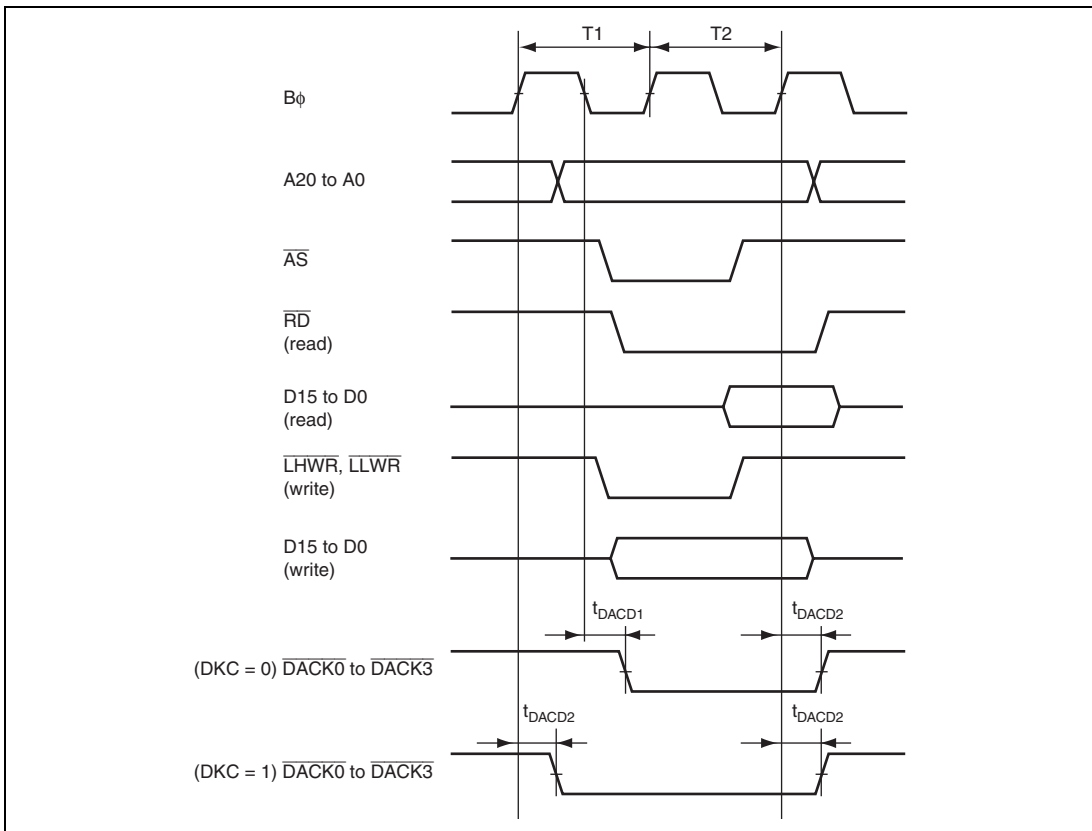 T1 T2
Bϕ
A20 to A0
AS
RD
(read)
D15 to D0
(read)
LHWR, LLWR
(write)
D15 to D0
(write)
tDACD1 tDACD2
(DKC = 0) DACK0 to DACK3
tDACD2 tDACD2
(DKC = 1) DACK0 to DACK3